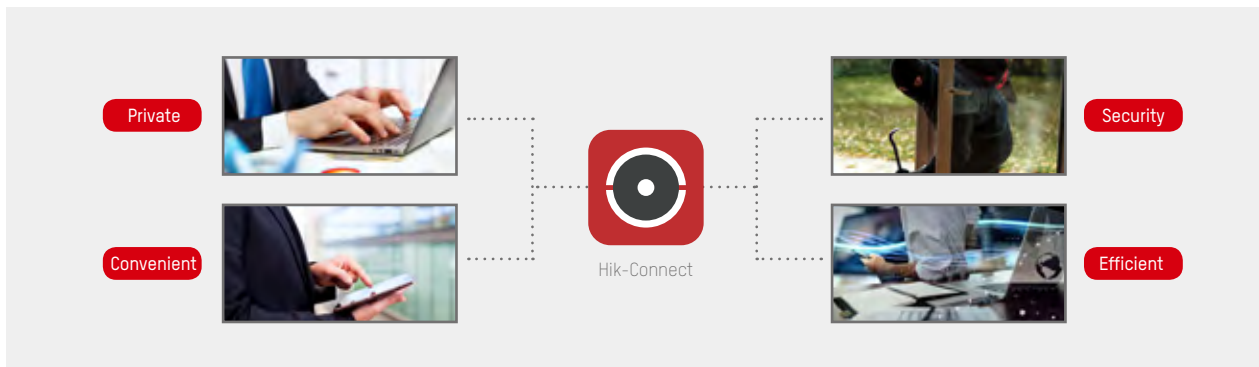 Private
Security
Convenient
Efficient
Hik-Connect